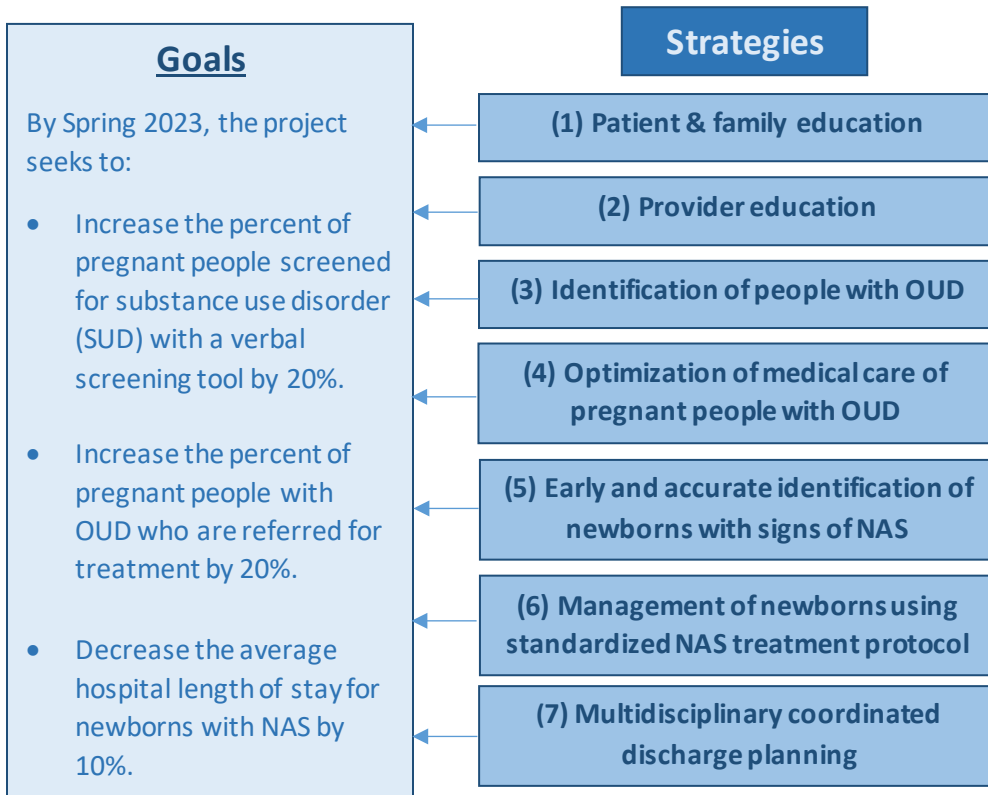 Goals
By Spring 2023, the project
seeks to:
• Increase the percent of
pregnant people screened
for substance use disorder
(SUD) with a verbal
screening tool by 20%.
• Increase the percent of
pregnant people with
OUD who are referred for
treatment by 20%.
• Decrease the average
hospital length of stay for
newborns with NAS by
10%.
Strategies
(1) Patient & family education
(2) Provider education
(3) Identification of people with OUD
(4) Optimization of medical care of
pregnant people with OUD
(5) Early and accurate identification of
newborns with signs of NAS
(6) Management of newborns using
standardized NAS treatment protocol
(7) Multidisciplinary coordinated
discharge planning